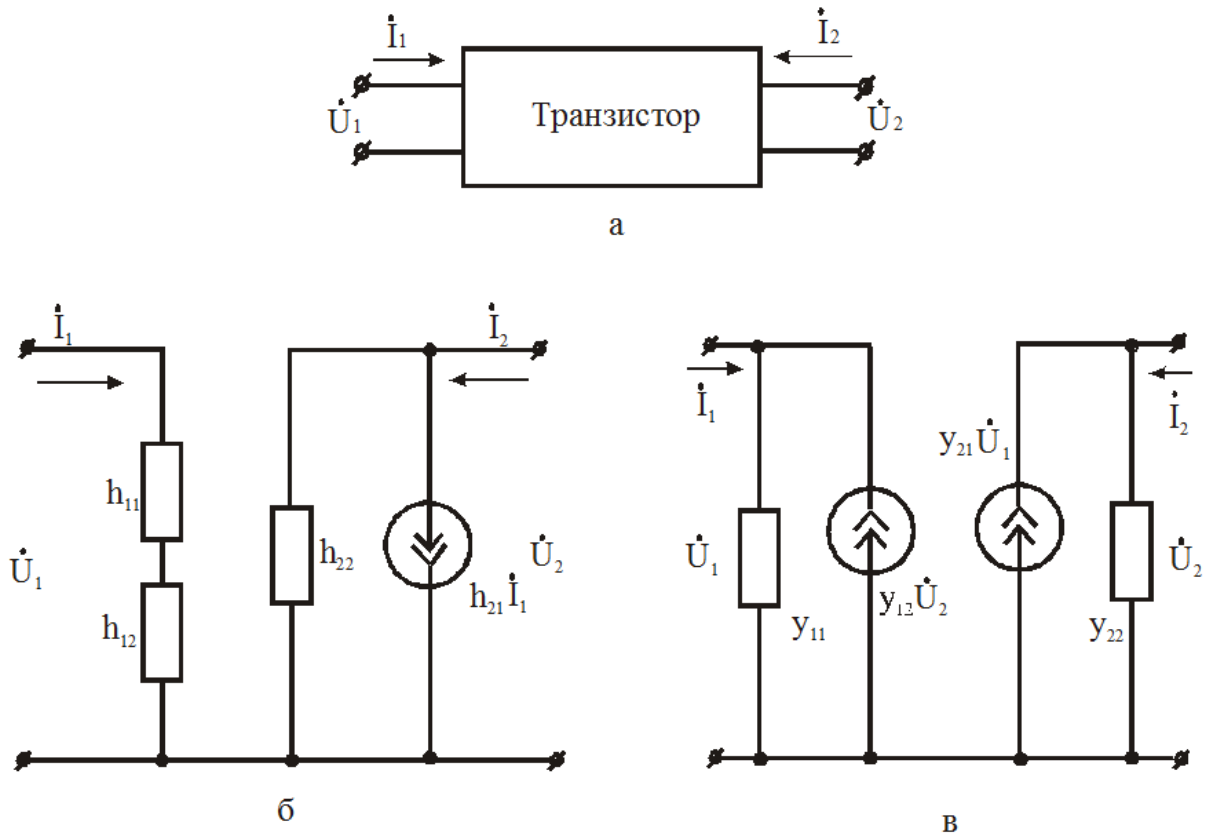 İ₁
İ₂
U̇₁
Транзистор
U̇₂
а
İ₁
İ₂
h₁₁
U̇₁
h₂₂
U̇₂
h₂₁İ₁
h₁₂
б
İ₁
İ₂
y₂₁U̇₁
U̇₁
U̇₂
y₁₂U̇₂
y₁₁
y₂₂
в